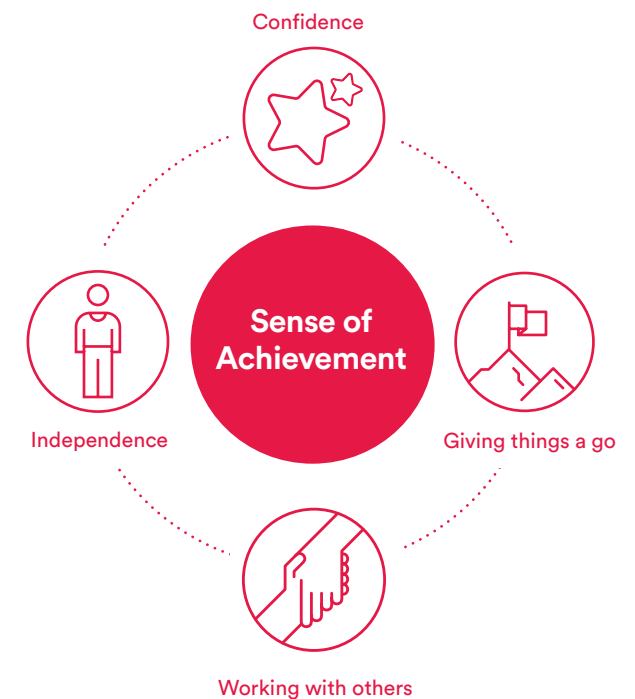 Confidence
Sense of
Achievement
Independence
Giving things a go
Working with others